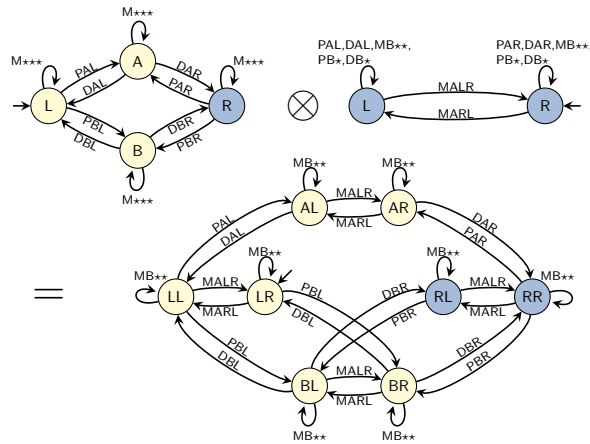 M⋆⋆⋆
PAL,DAL,MB⋆⋆,
PAR,DAR,MB⋆⋆,
M⋆⋆⋆
A
M⋆⋆⋆
PB⋆,DB⋆
PB⋆,DB⋆
PAL
DAR
DAL
PAR
MALR
L
R
⊗
L
R
PBL
DBR
MARL
DBL
PBR
B
M⋆⋆⋆
MB⋆⋆
MB⋆⋆
MALR
AL
AR
PAL
MARL
DAR
DAL
PAR
MB⋆⋆
MB⋆⋆
MB⋆⋆
MB⋆⋆
MALR
PBL
DBR
MALR
=
LL
LR
RL
RR
MARL
DBL
PBR
MARL
PBL
DBR
DBL
MALR
PBR
BL
BR
MARL
MB⋆⋆
MB⋆⋆